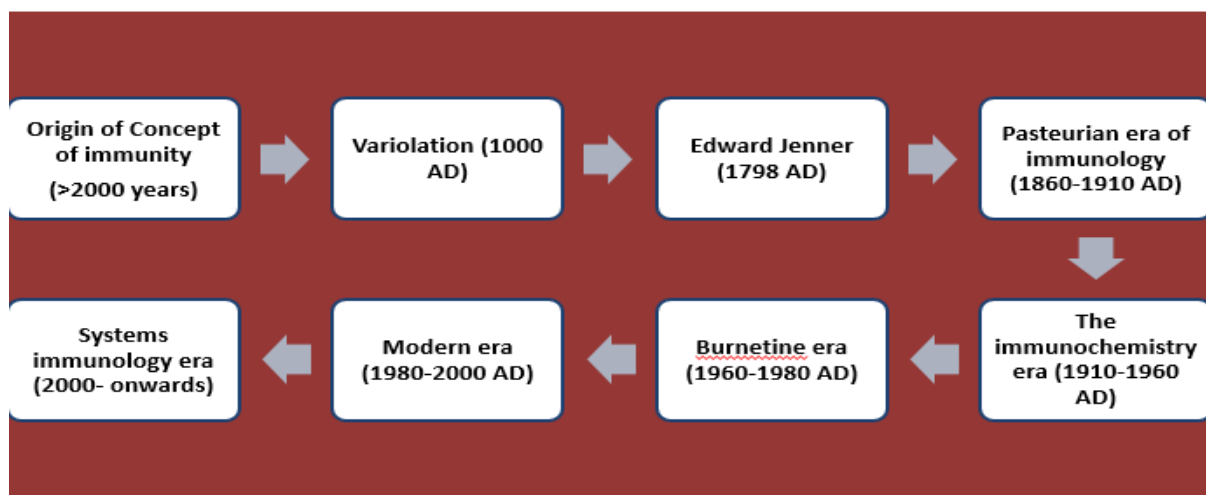 Origin of Concept
of immunity
(>2000 years)
Variolation (1000
AD)
Edward Jenner
(1798 AD)
Pasteurian era of
immunology
(1860-1910 AD)
The
immunochemistry
era (1910-1960
AD)
Burnetine era
(1960-1980 AD)
Modern era
(1980-2000 AD)
Systems
immunology era
(2000- onwards)